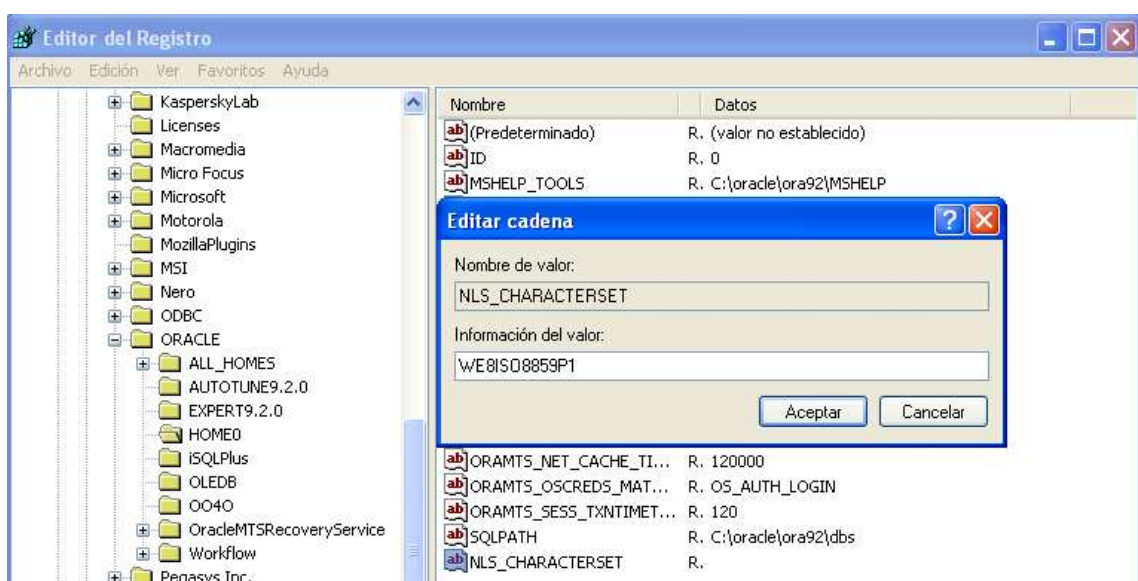 Editor del Registro
Archivo Edición Ver Favoritos Ayuda
KasperskyLab
Licenses
Macromedia
Micro Focus
Microsoft
Motorola
MozillaPlugins
MSI
Nero
ODBC
ORACLE
ALL_HOMES
AUTOTUNE9.2.0
EXPERT9.2.0
HOME0
iSQLPlus
OLEDB
OO4O
OracleMTSRecoveryService
Workflow
Pegasys Inc.
Nombre Datos
(Predeterminado) R. (valor no establecido)
ID R. 0
MSHELP_TOOLS R. C:\oracle\ora92\MSHELP
Editar cadena
Nombre de valor:
NLS_CHARACTERSET
Información del valor:
WE8ISO8859P1
Aceptar Cancelar
ORAMTS_NET_CACHE_TI... R. 120000
ORAMTS_OSCREDS_MAT... R. OS_AUTH_LOGIN
ORAMTS_SESS_TXNTIMET... R. 120
SQLPATH R. C:\oracle\ora92\dbs
NLS_CHARACTERSET R.